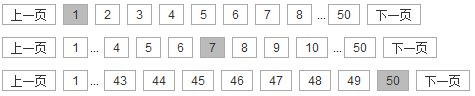 上一页 1 2 3 4 5 6 7 8 ... 50 下一页
上一页 1 ... 4 5 6 7 8 9 10 ... 50 下一页
上一页 1 ... 43 44 45 46 47 48 49 50 下一页